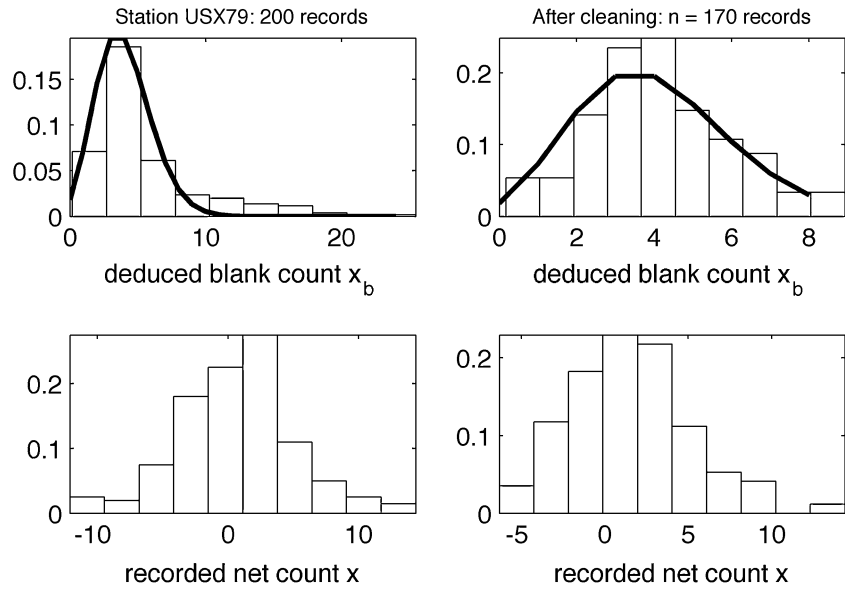 Station USX79: 200 records
0.15
0.1
0.05
0
0 10 20
deduced blank count x_b
After cleaning: n = 170 records
0.2
0.1
0
0 2 4 6 8
deduced blank count x_b
0.2
0.1
0
-10 0 10
recorded net count x
0.2
0.1
0
-5 0 5 10
recorded net count x